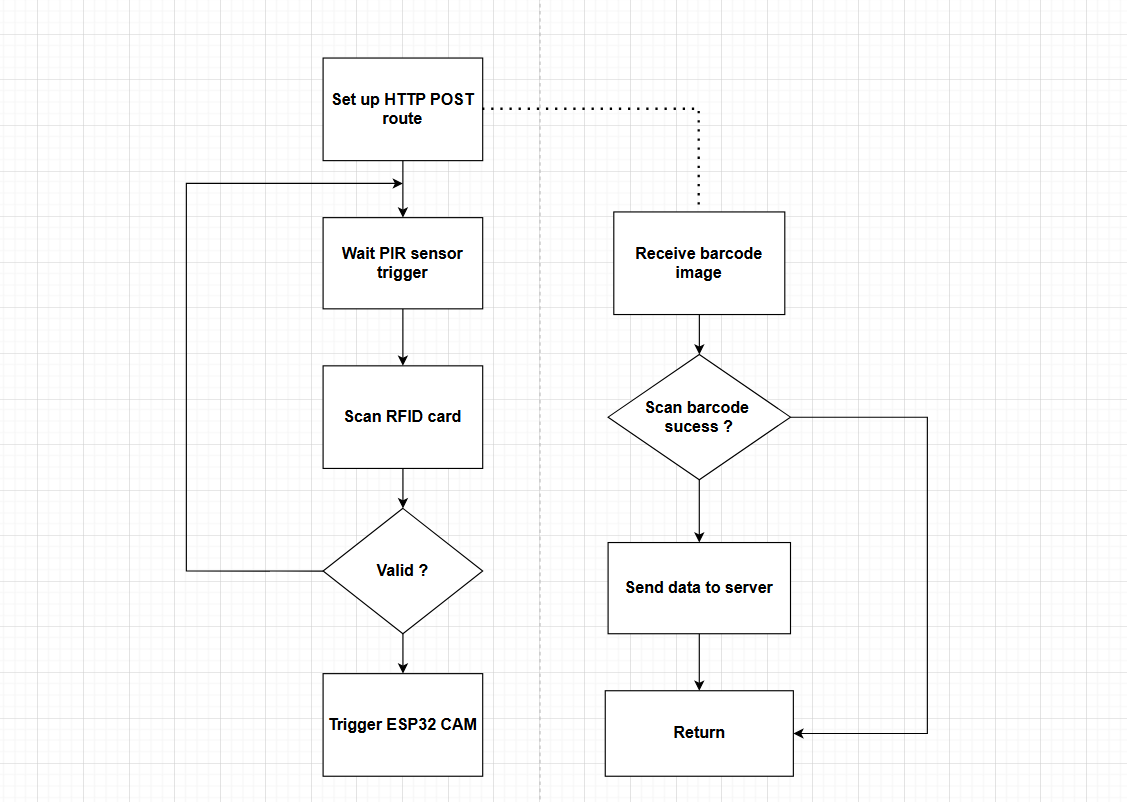 Set up HTTP POST
route
Wait PIR sensor
trigger
Scan RFID card
Valid ?
Trigger ESP32 CAM
Receive barcode
image
Scan barcode
sucess ?
Send data to server
Return